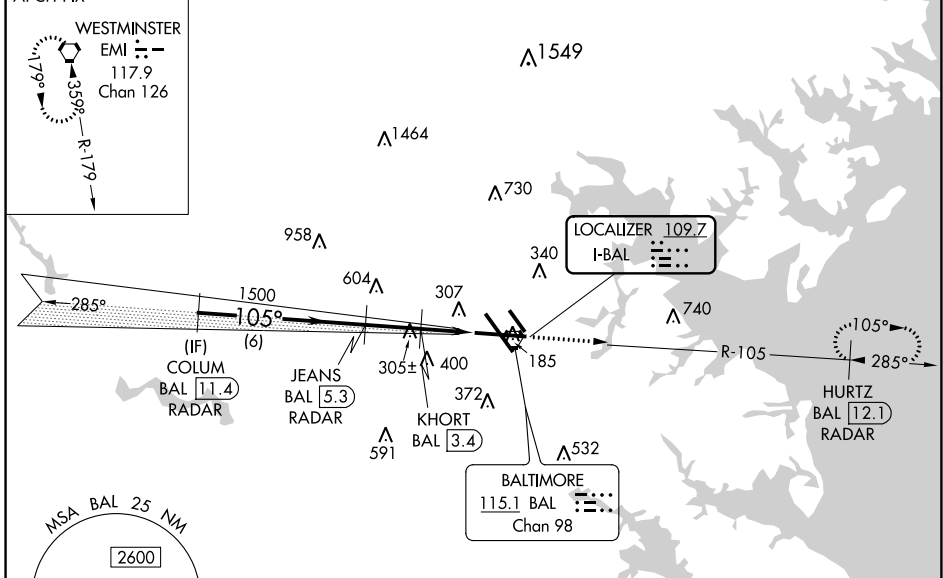 WESTMINSTER
EMI
117.9
Chan 126
179°
359°
R-179
1549
1464
730
958
LOCALIZER 109.7
I-BAL
340
604
1500
307
740
285°
105°
(6)
105°
285°
R-105
185
(IF)
COLUM
BAL 11.4
RADAR
JEANS
BAL 5.3
RADAR
305±
400
372
KHORT
BAL 3.4
HURTZ
BAL 12.1
RADAR
591
532
BALTIMORE
115.1 BAL
Chan 98
MSA BAL 25 NM
2600